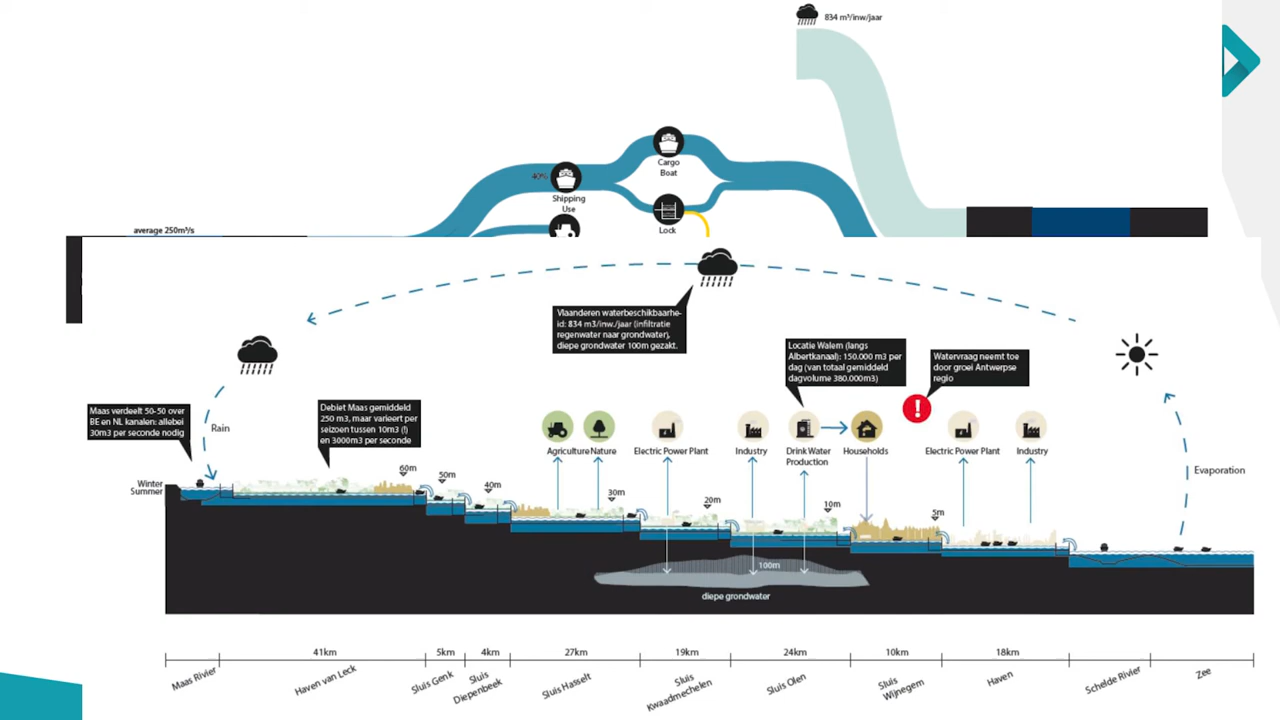 834 m³/inw/jaar
Cargo
Boat
40%
Shipping
Use
Lock
average 250m³/s
Vlaanderen waterbeschikbaarhe-
id: 834 m3/inw./jaar (infiltratie
regenwater naar grondwater),
diepe grondwater 100m gezakt.
Locatie Walem (langs
Albertkanaal): 150.000 m3 per
dag (van totaal gemiddeld
dagvolume 380.000m3)
Watervraag neemt toe
door groei Antwerpse
regio
Maas verdeelt 50-50 over
BE en NL kanalen: allebei
30m3 per seconde nodig
Rain
Debiet Maas gemiddeld
250 m3, maar varieert per
seizoen tussen 10m3 (!)
en 3000m3 per seconde
!
Agriculture Nature
Electric Power Plant
Industry
Drink Water
Production
Households
Electric Power Plant
Industry
Evaporation
Winter
Summer
60m
50m
40m
30m
20m
10m
5m
100m
diepe grondwater
41km
5km
4km
27km
19km
24km
10km
18km
Maas Rivier
Haven van Leck
Sluis Genk
Sluis
Diepenbeek
Sluis Hasselt
Sluis
Kwaadmechelen
Sluis Olen
Sluis
Wijnegem
Haven
Schelde Rivier
Zee